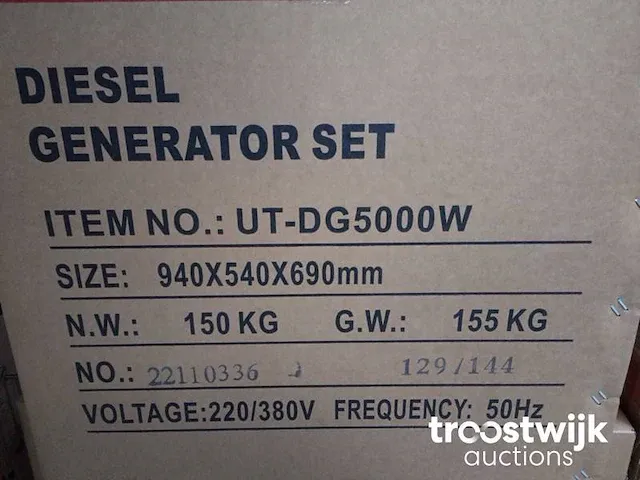 DIESEL
GENERATOR SET
ITEM NO.: UT-DG5000W
SIZE: 940X540X690mm
N.W.: 150 KG G.W.: 155 KG
NO.: 22110336 129/144
VOLTAGE:220/380V FREQUENCY: 50Hz
troostwijk
auctions